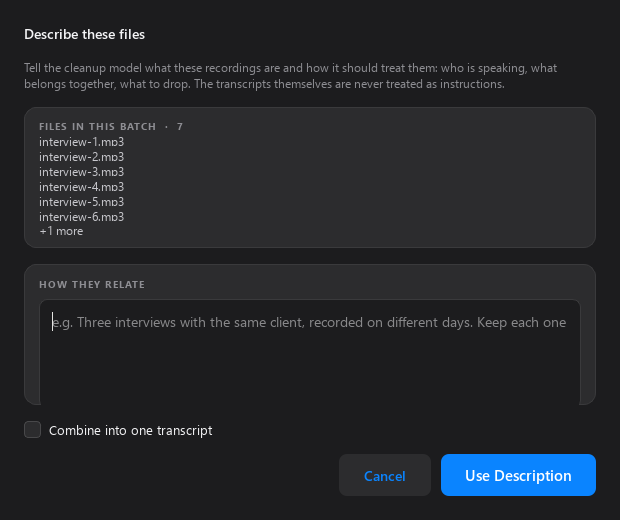 Describe these files
Tell the cleanup model what these recordings are and how it should treat them: who is speaking, what
belongs together, what to drop. The transcripts themselves are never treated as instructions.
FILES IN THIS BATCH · 7
interview-1.mp3
interview-2.mp3
interview-3.mp3
interview-4.mp3
interview-5.mp3
interview-6.mp3
+1 more
HOW THEY RELATE
e.g. Three interviews with the same client, recorded on different days. Keep each one
Combine into one transcript
Cancel
Use Description